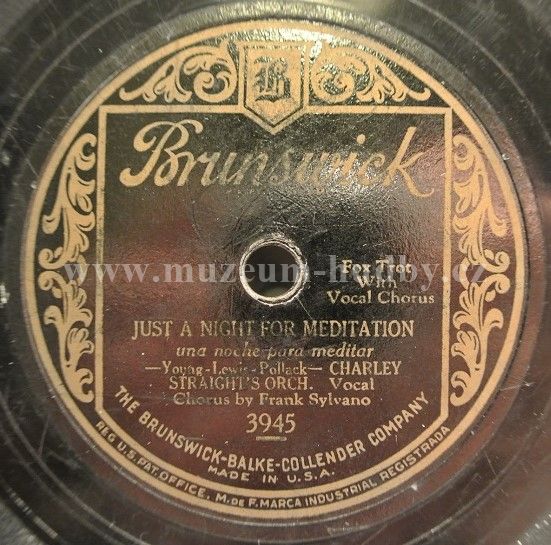 B
Brunswick
www.muzeum-hudby.cz
Fox Trot
With
Vocal Chorus
JUST A NIGHT FOR MEDITATION
una noche para meditar
—Young-Lewis-Pollack— CHARLEY
STRAIGHT'S ORCH. Vocal
Chorus by Frank Sylvano
3945
THE BRUNSWICK-BALKE-COLLENDER COMPANY
MADE IN U.S.A.
REG. U.S. PAT. OFFICE. M. DE F. MARCA INDUSTRIAL REGISTRADA